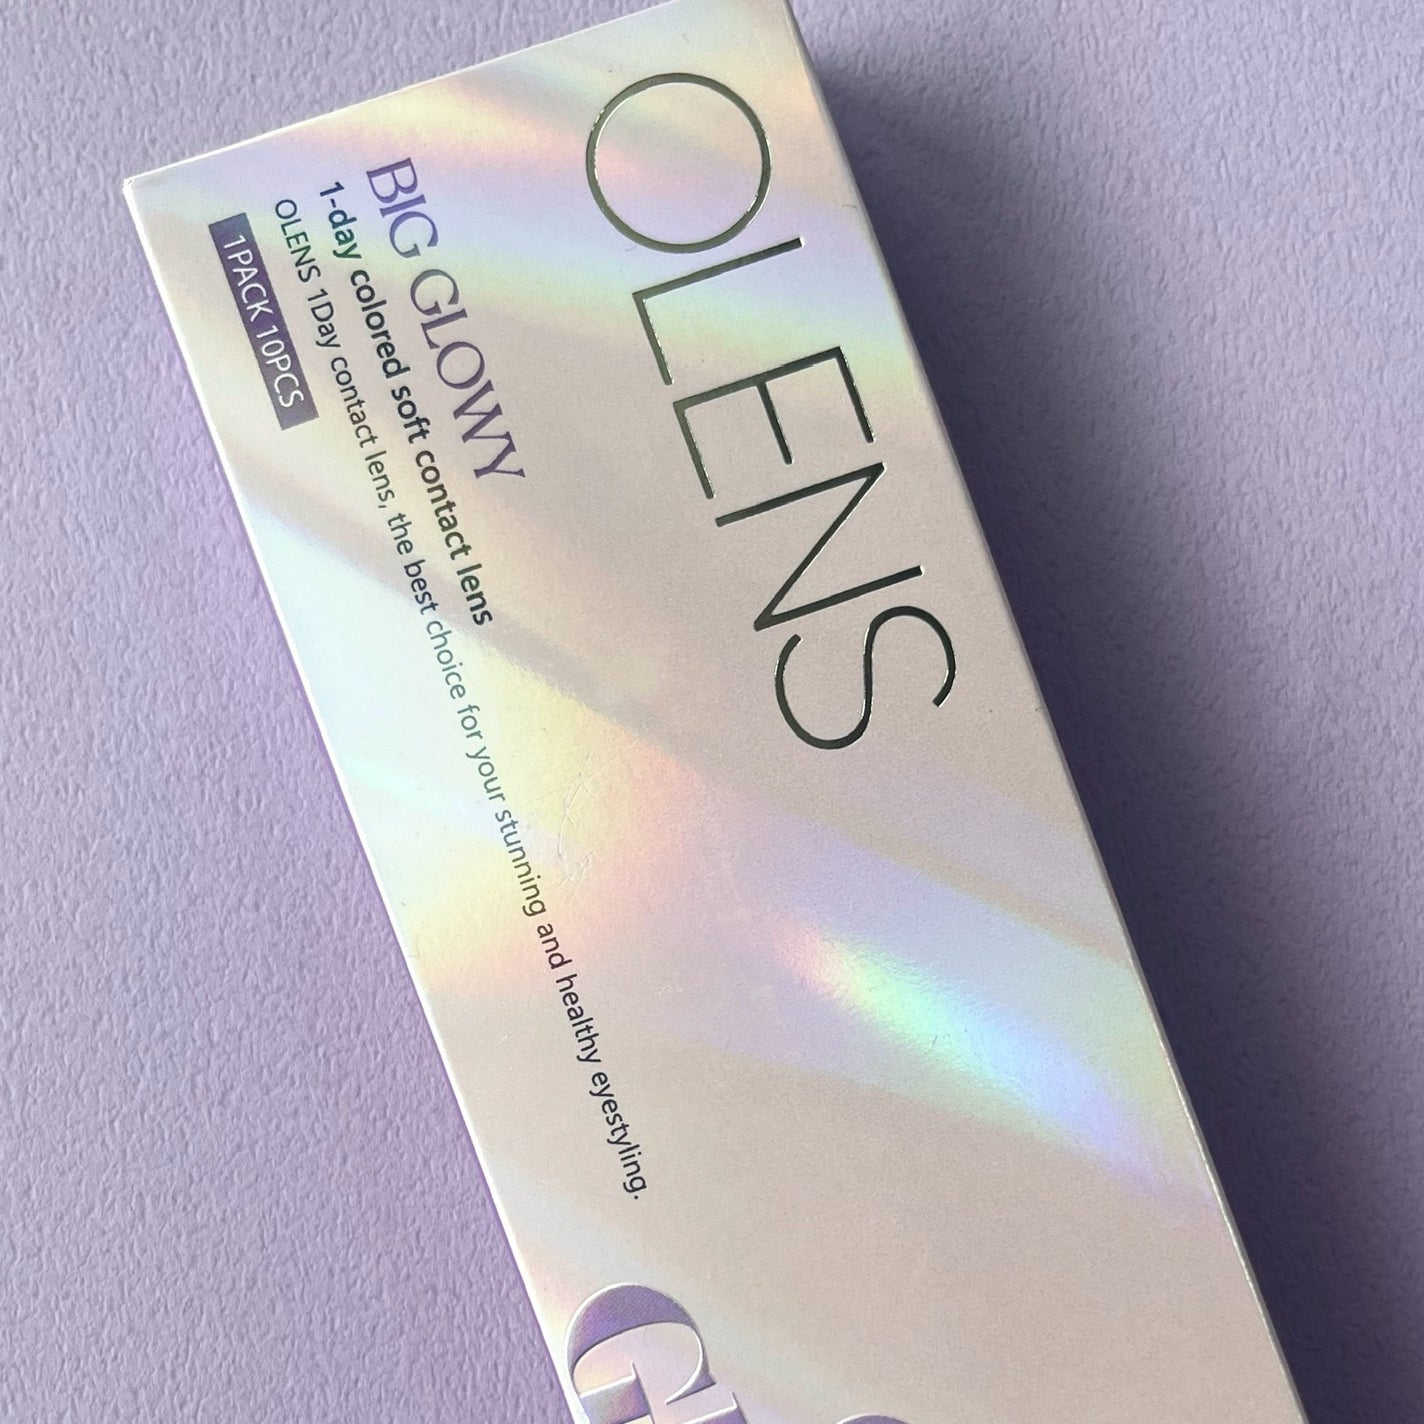 OLENS
BIG GLOWY
1-day colored soft contact lens
OLENS 1Day contact lens, the best choice for your stunning and healthy eyestyling.
1PACK 10PCS